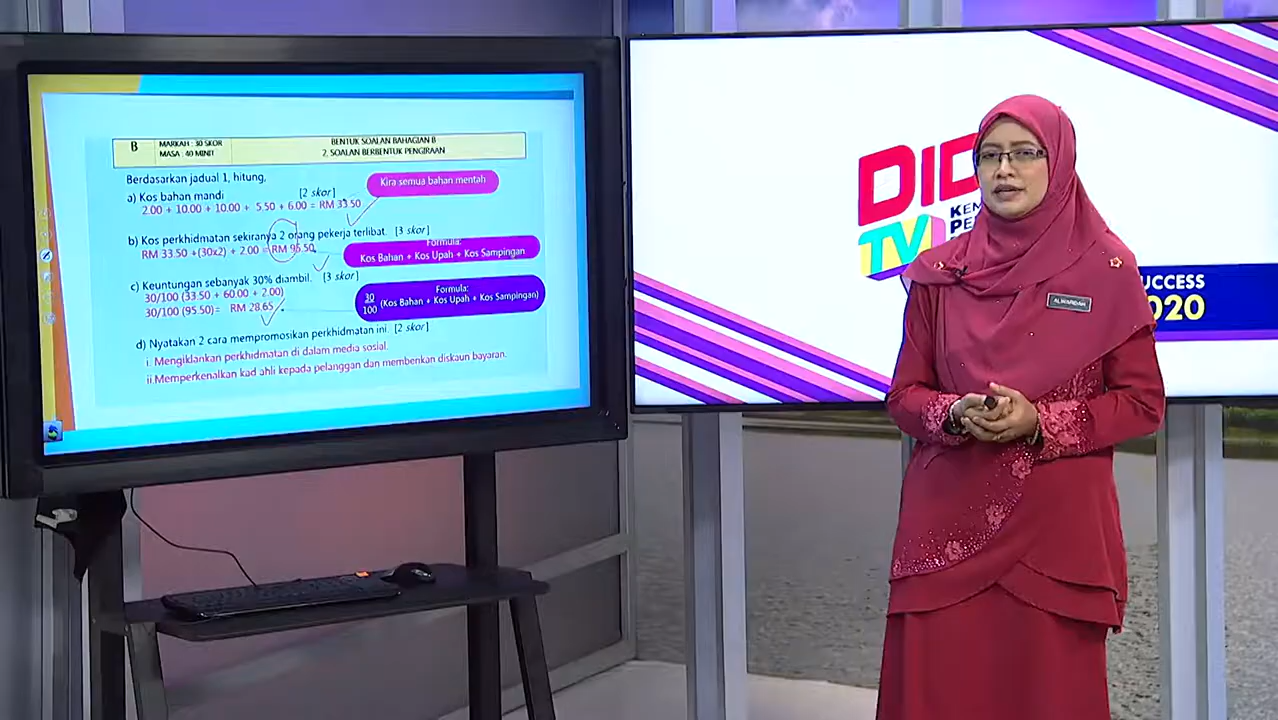 B
MARKAH : 30 SKOR
MASA : 40 MINIT
BENTUK SOALAN BAHAGIAN B
2. SOALAN BERBENTUK PENGIRAAN
Berdasarkan jadual 1, hitung,
a) Kos bahan mandi [2 skor]
2.00 + 10.00 + 10.00 + 5.50 + 6.00 = RM 33.50
Kira semua bahan mentah
b) Kos perkhidmatan sekiranya 2 orang pekerja terlibat. [3 skor]
RM 33.50 +(30x2) + 2.00 = RM 95.50
Formula:
Kos Bahan + Kos Upah + Kos Sampingan
c) Keuntungan sebanyak 30% diambil. [3 skor]
30/100 (33.50 + 60.00 + 2.00)
30/100 (95.50)= RM 28.65
Formula:
30
100
(Kos Bahan + Kos Upah + Kos Sampingan)
d) Nyatakan 2 cara mempromosikan perkhidmatan ini. [2 skor]
i. Mengiklankan perkhidmatan di dalam media sosial.
ii.Memperkenalkan kad ahli kepada pelanggan dan memberikan diskaun bayaran.
DID
TV
KEM
PE
UCCESS
020